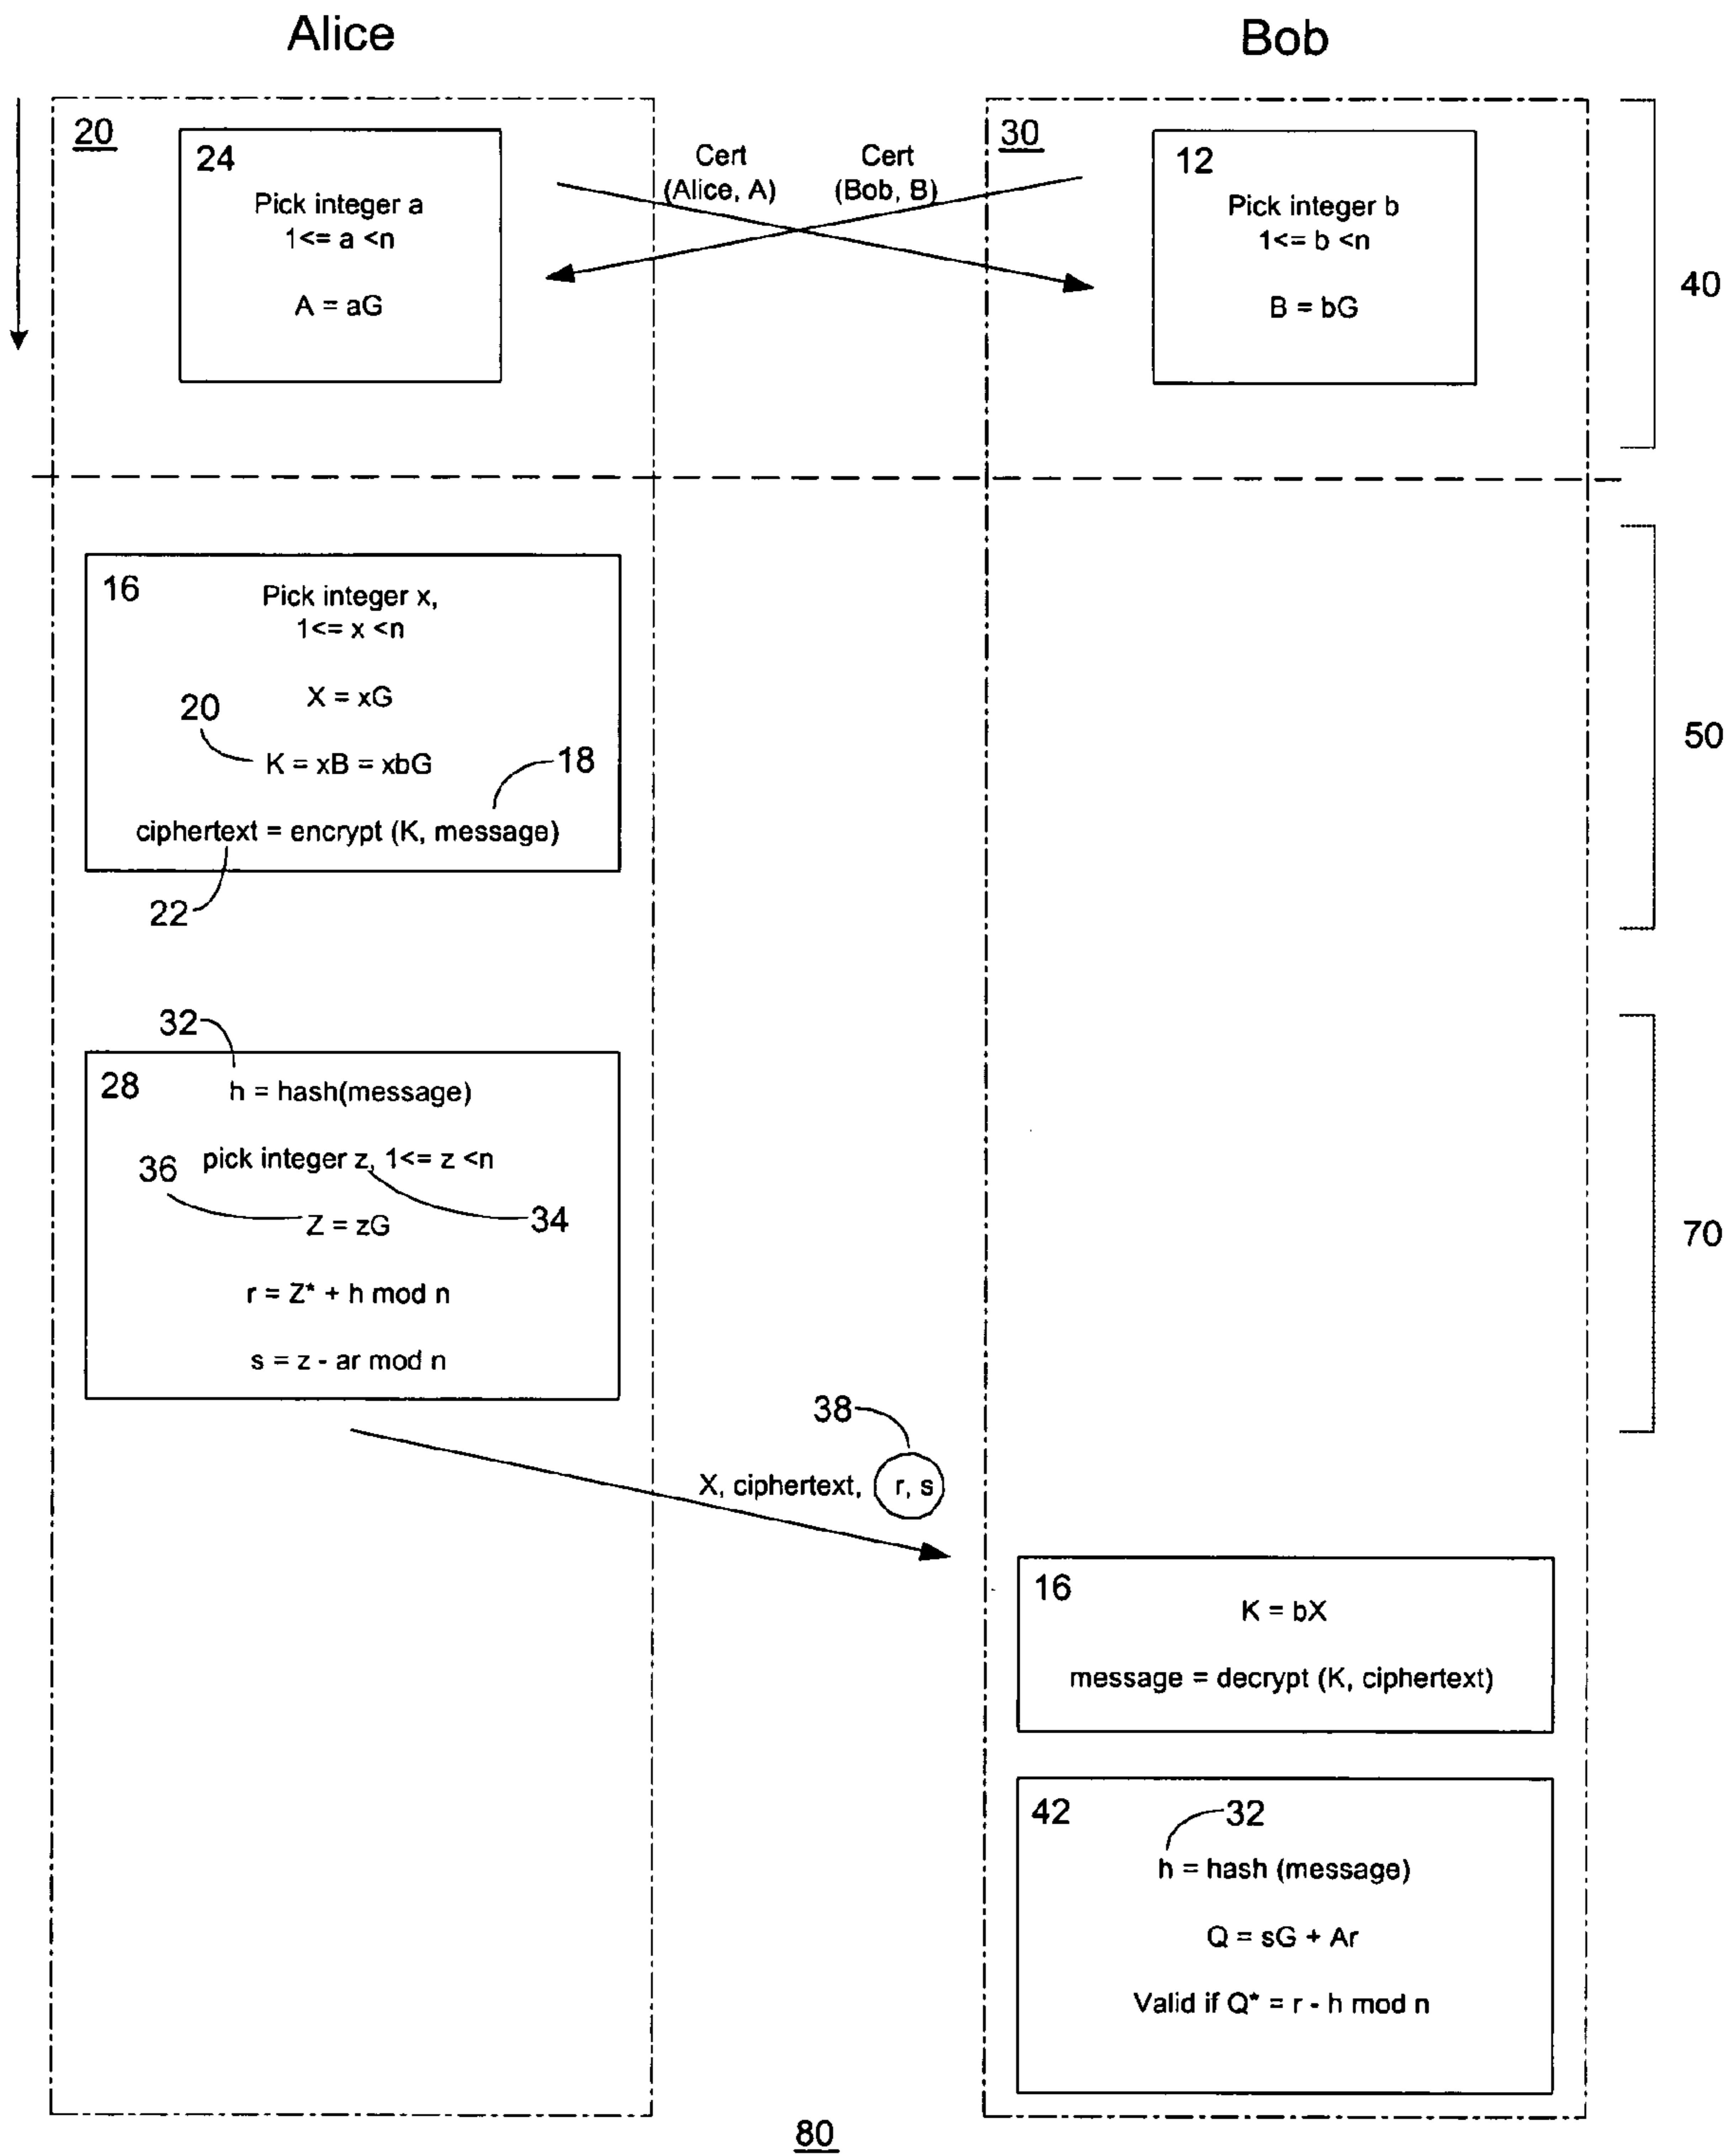 Alice
Bob
20
24
Pick integer a
1<= a <n
A = aG
Cert
(Alice, A)
Cert
(Bob, B)
30
12
Pick integer b
1<= b <n
B = bG
40
16
Pick integer x,
1<= x <n
X = xG
20
K = xB = xbG
18
ciphertext = encrypt (K, message)
22
50
32
28
h = hash(message)
pick integer z, 1<= z <n
36
Z = zG
34
r = Z* + h mod n
s = z - ar mod n
70
38
X, ciphertext, r, s
16
K = bX
message = decrypt (K, ciphertext)
42
32
h = hash (message)
Q = sG + Ar
Valid if Q* = r - h mod n
80